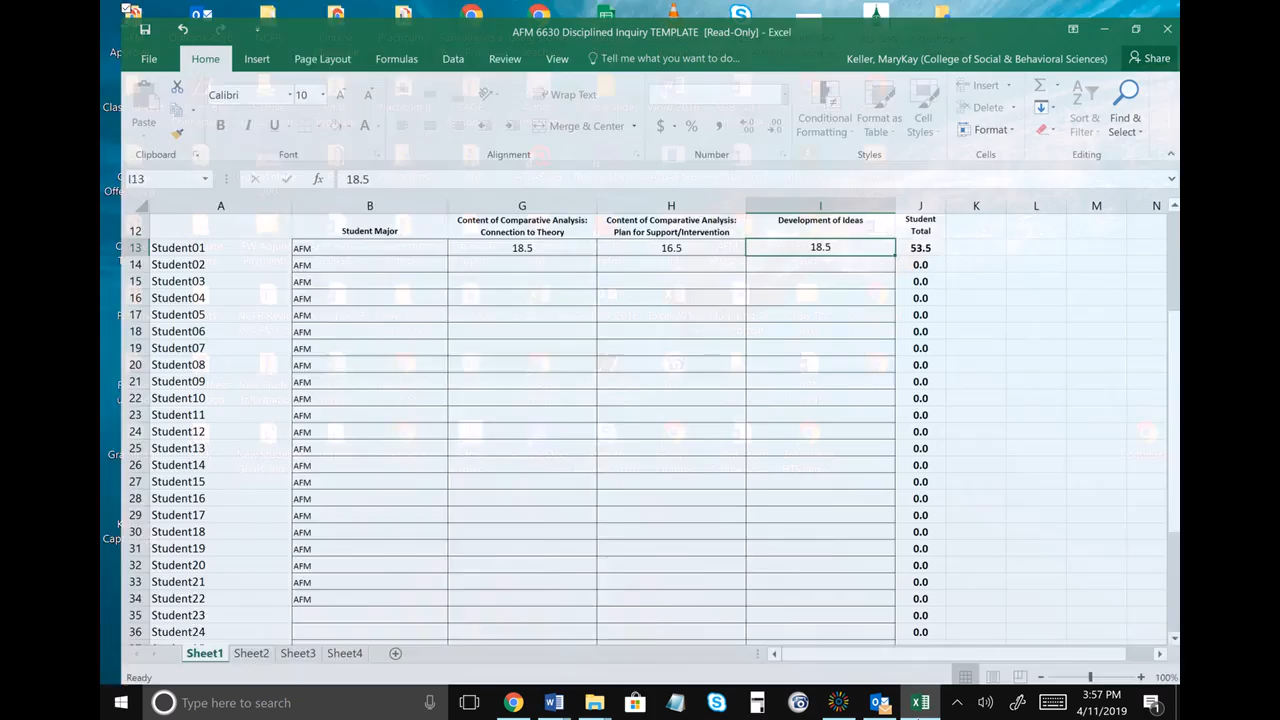 AFM 6630 Disciplined Inquiry TEMPLATE [Read-Only] - Excel
File Home Insert Page Layout Formulas Data Review View Tell me what you want to do... Keller, MaryKay (College of Social & Behavioral Sciences) Share
Calibri 10 Wrap Text Insert
Paste B I U A Merge & Center $ % Conditional Formatting Format as Table Cell Styles Delete Format Sort & Filter Find & Select
Clipboard Font Alignment Number Styles Cells Editing
I13 fx 18.5
A B G H I J K L M N
12 Student Major Content of Comparative Analysis: Connection to Theory Content of Comparative Analysis: Plan for Support/Intervention Development of Ideas Student Total
13 Student01 AFM 18.5 16.5 18.5 53.5
14 Student02 AFM 0.0
15 Student03 AFM 0.0
16 Student04 AFM 0.0
17 Student05 AFM 0.0
18 Student06 AFM 0.0
19 Student07 AFM 0.0
20 Student08 AFM 0.0
21 Student09 AFM 0.0
22 Student10 AFM 0.0
23 Student11 AFM 0.0
24 Student12 AFM 0.0
25 Student13 AFM 0.0
26 Student14 AFM 0.0
27 Student15 AFM 0.0
28 Student16 AFM 0.0
29 Student17 AFM 0.0
30 Student18 AFM 0.0
31 Student19 AFM 0.0
32 Student20 AFM 0.0
33 Student21 AFM 0.0
34 Student22 AFM 0.0
35 Student23 0.0
36 Student24 0.0
Sheet1 Sheet2 Sheet3 Sheet4
Ready 100%
Type here to search 3:57 PM
4/11/2019